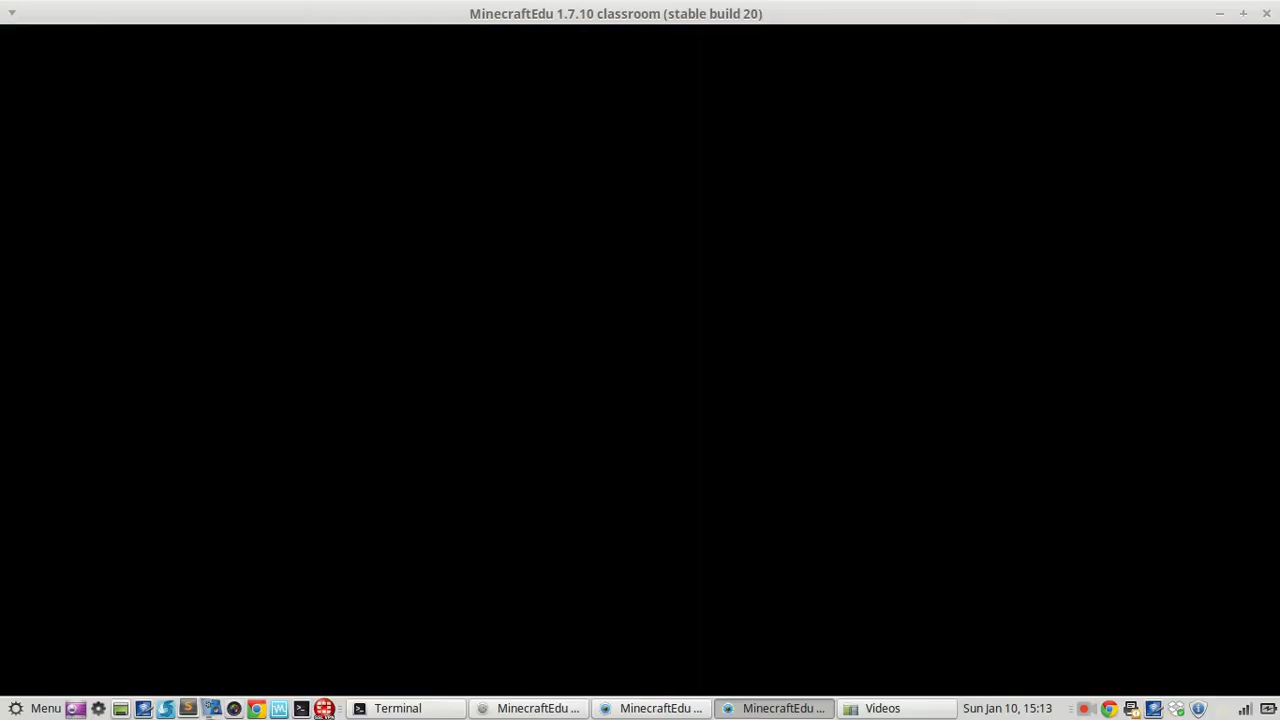 MinecraftEdu 1.7.10 classroom (stable build 20)
Menu Terminal MinecraftEdu ... MinecraftEdu ... MinecraftEdu ... Videos Sun Jan 10, 15:13